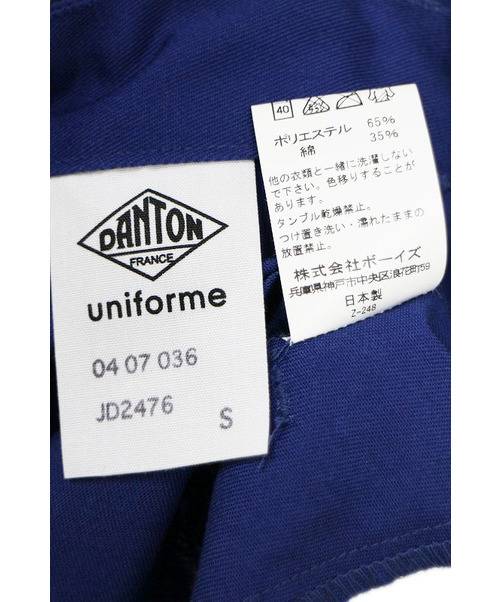 DANTON
FRANCE
uniforme
04 07 036
JD2476 S
40
ポリエステル 65%
綿 35%
他の衣類と一緒に洗濯しない
で下さい。色移りすることが
あります。
タンブル乾燥禁止。
つけ置き洗い・濡れたままの
放置禁止。
株式会社ボーイズ
兵庫県神戸市中央区浪花町59
日本製
Z-248